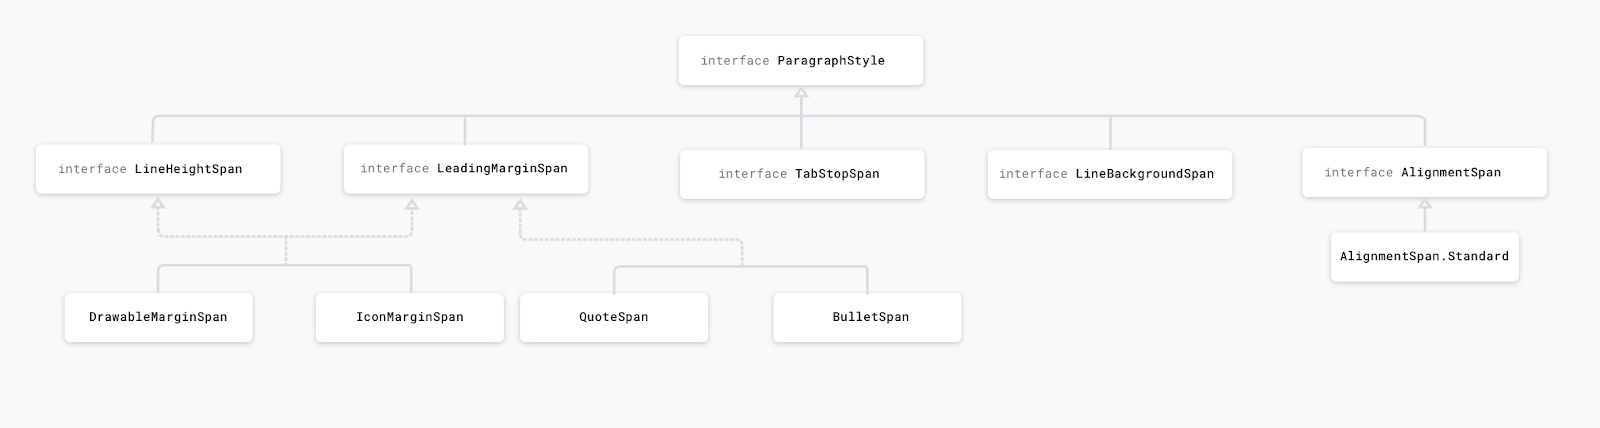 interface ParagraphStyle
interface LineHeightSpan
interface LeadingMarginSpan
interface TabStopSpan
interface LineBackgroundSpan
interface AlignmentSpan
AlignmentSpan.Standard
DrawableMarginSpan
IconMarginSpan
QuoteSpan
BulletSpan